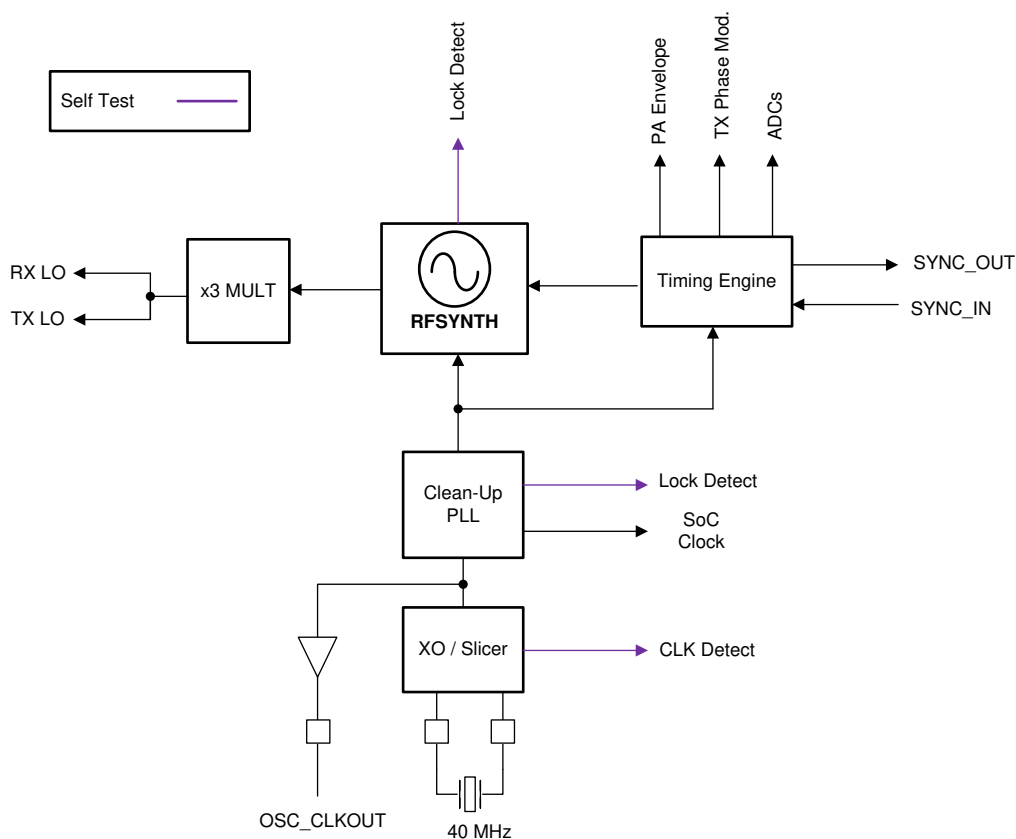 Self Test
Lock Detect
PA Envelope
TX Phase Mod.
ADCs
RX LO
TX LO
x3 MULT
RFSYNTH
Timing Engine
SYNC_OUT
SYNC_IN
Clean-Up
PLL
Lock Detect
SoC
Clock
XO / Slicer
CLK Detect
OSC_CLKOUT
40 MHz